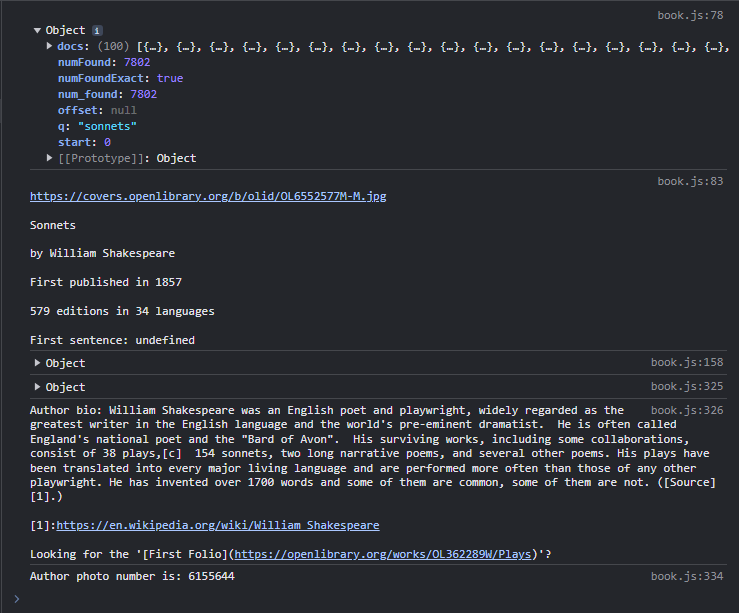 book.js:78
▼ Object i
▶ docs: (100) [{…}, {…}, {…}, {…}, {…}, {…}, {…}, {…}, {…}, {…}, {…}, {…}, {…}, {…}, {…}, {…}, {…}, {…},
numFound: 7802
numFoundExact: true
num_found: 7802
offset: null
q: "sonnets"
start: 0
▶ [[Prototype]]: Object
book.js:83
https://covers.openlibrary.org/b/olid/OL6552577M-M.jpg
Sonnets
by William Shakespeare
First published in 1857
579 editions in 34 languages
First sentence: undefined
▶ Object book.js:158
▶ Object book.js:325
Author bio: William Shakespeare was an English poet and playwright, widely regarded as the book.js:326
greatest writer in the English language and the world's pre-eminent dramatist.  He is often called
England's national poet and the "Bard of Avon".  His surviving works, including some collaborations,
consist of 38 plays,[c]  154 sonnets, two long narrative poems, and several other poems. His plays have
been translated into every major living language and are performed more often than those of any other
playwright. He has invented over 1700 words and some of them are common, some of them are not. ([Source]
[1].)
[1]:https://en.wikipedia.org/wiki/William_Shakespeare
Looking for the '[First Folio](https://openlibrary.org/works/OL362289W/Plays)'?
Author photo number is: 6155644 book.js:334
>